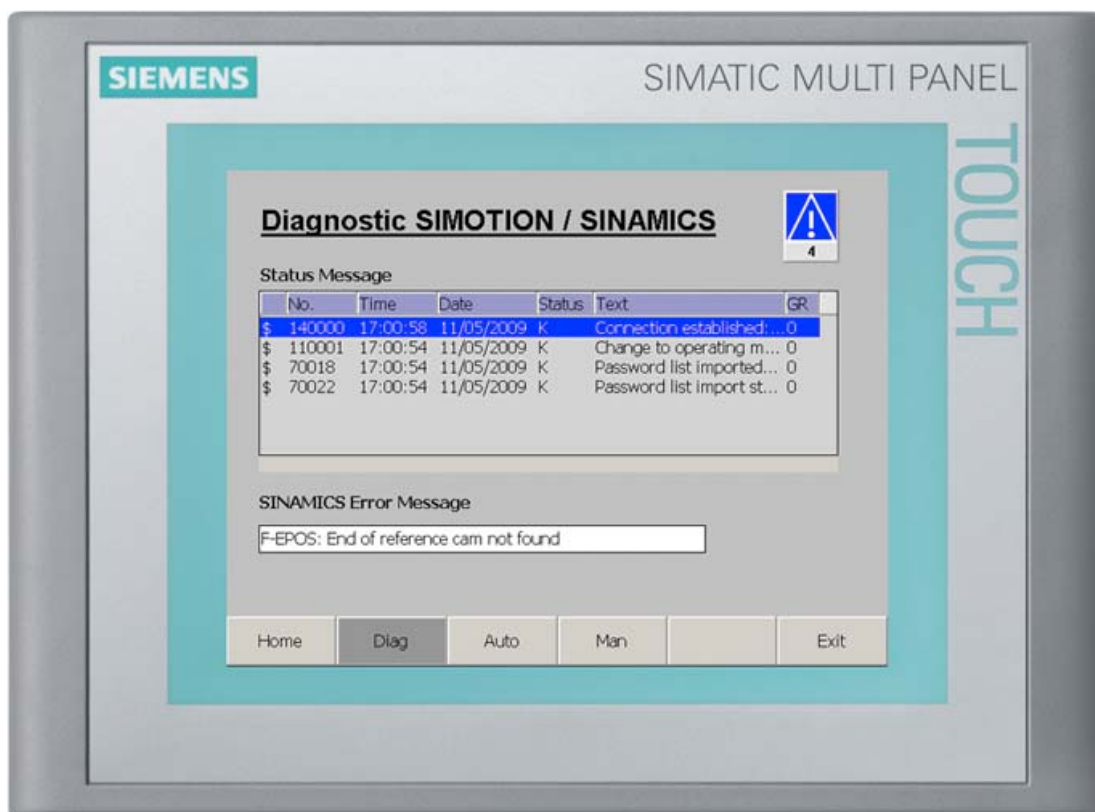 SIEMENS
SIMATIC MULTI PANEL
TOUCH
Diagnostic SIMOTION / SINAMICS
4
Status Message
No. Time Date Status Text GR
$ 140000 17:00:58 11/05/2009 K Connection established:... 0
$ 110001 17:00:54 11/05/2009 K Change to operating m... 0
$ 70018 17:00:54 11/05/2009 K Password list imported... 0
$ 70022 17:00:54 11/05/2009 K Password list import st... 0
SINAMICS Error Message
F-EPOS: End of reference cam not found
Home Diag Auto Man Exit